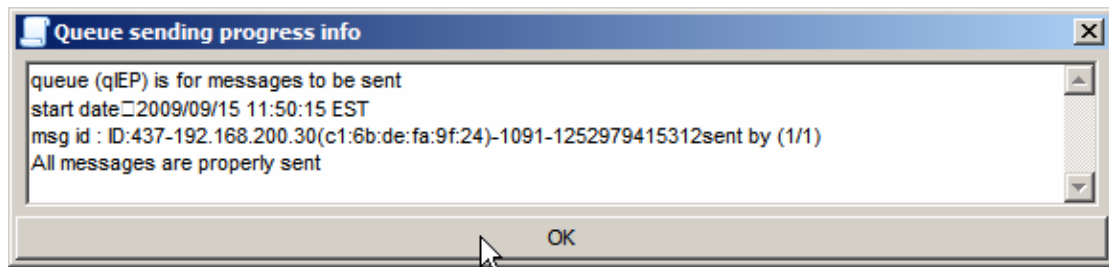 Queue sending progress info
queue (qIEP) is for messages to be sent
start date□2009/09/15 11:50:15 EST
msg id : ID:437-192.168.200.30(c1:6b:de:fa:9f:24)-1091-1252979415312sent by (1/1)
All messages are properly sent
OK